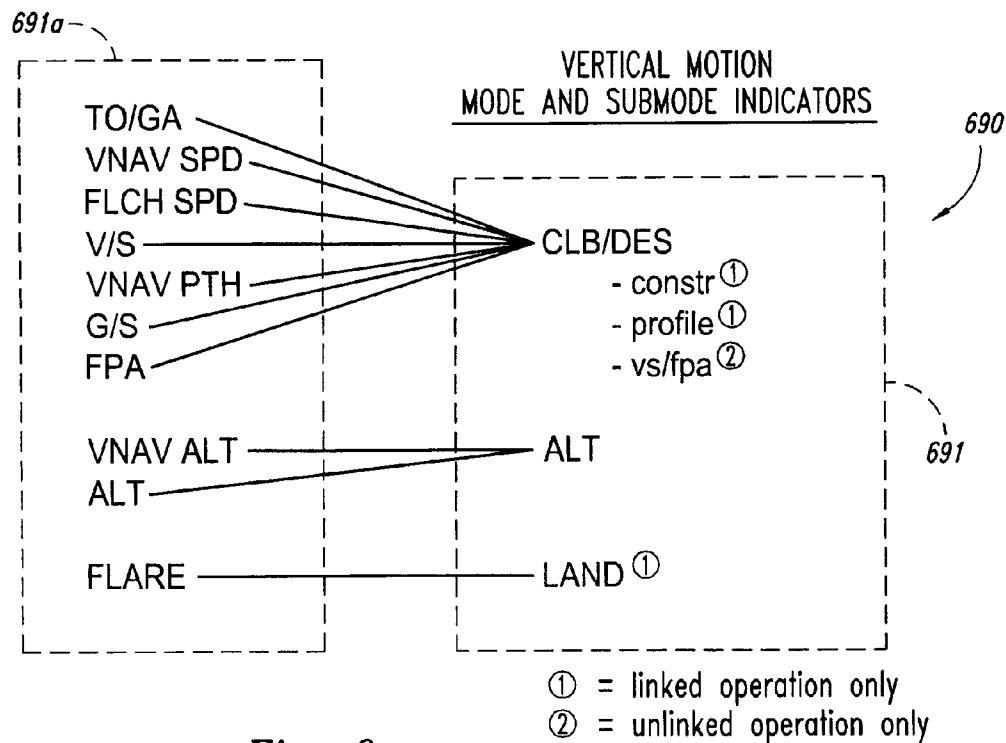 691a
VERTICAL MOTION
MODE AND SUBMODE INDICATORS
690
TO/GA
VNAV SPD
FLCH SPD
V/S
VNAV PTH
G/S
FPA
CLB/DES
- constr ①
- profile ①
- vs/fpa ②
VNAV ALT
ALT
ALT
691
FLARE
LAND ①
① = linked operation only
② = unlinked operation only